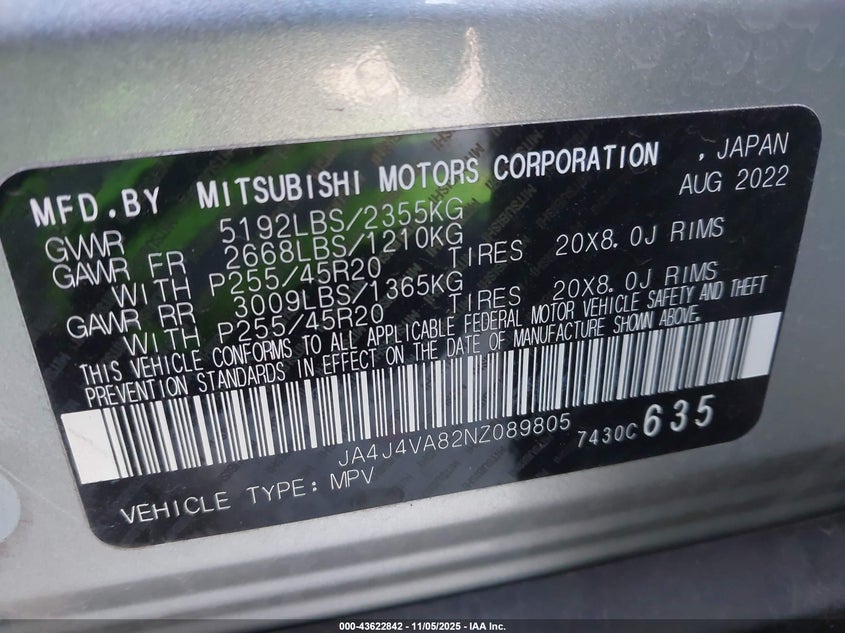 MFD.BY MITSUBISHI MOTORS CORPORATION , JAPAN
AUG 2022
GVWR 5192LBS/2355KG
GAWR FR 2668LBS/1210KG
WITH P255/45R20 TIRES 20X8.0J RIMS
GAWR RR 3009LBS/1365KG
WITH P255/45R20 TIRES 20X8.0J RIMS
THIS VEHICLE CONFORMS TO ALL APPLICABLE FEDERAL MOTOR VEHICLE SAFETY AND THEFT
PREVENTION STANDARDS IN EFFECT ON THE DATE OF MANUFACTURE SHOWN ABOVE.
JA4J4VA82NZ089805 7430C 635
VEHICLE TYPE: MPV
000-43622842 - 11/05/2025 - IAA Inc.